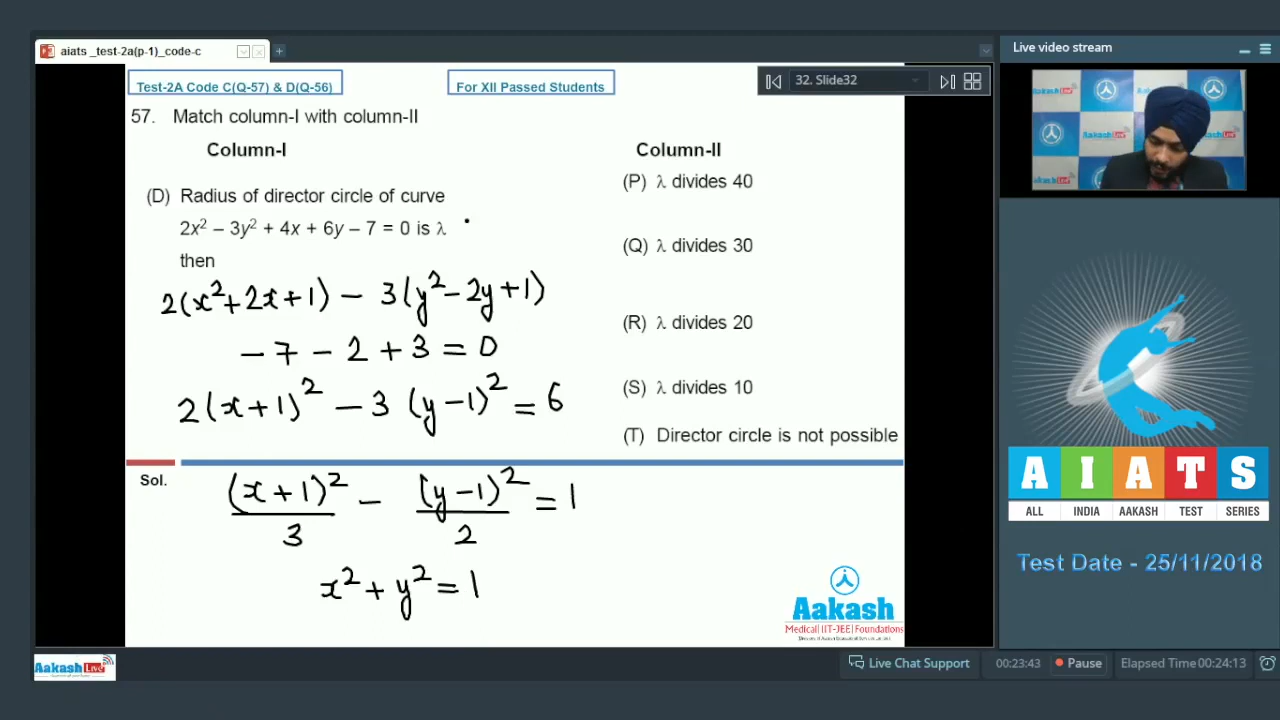 aiats _test-2a(p-1)_code-c
Live video stream
Test-2A Code C(Q-57) & D(Q-56)
For XII Passed Students
32. Slide32
57. Match column-I with column-II
Column-I
Column-II
(D) Radius of director circle of curve
2x² – 3y² + 4x + 6y – 7 = 0 is λ
then
(P) λ divides 40
(Q) λ divides 30
(R) λ divides 20
(S) λ divides 10
(T) Director circle is not possible
2(x²+2x+1) – 3(y²–2y+1)
–7 – 2 + 3 = 0
2(x+1)² – 3 (y–1)² = 6
Sol.
(x+1)²/3 – (y–1)²/2 = 1
x² + y² = 1
Aakash
Medical|IIT-JEE|Foundations
AIATS
ALL INDIA AAKASH TEST SERIES
Test Date - 25/11/2018
Aakash Live
Live Chat Support
00:23:43
Pause
Elapsed Time 00:24:13